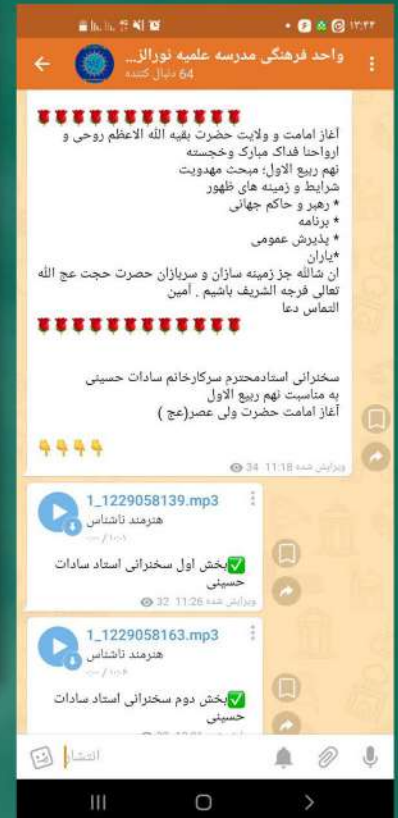 ۱۲:۴۴
واحد فرهنگی مدرسه علمیه نورالز...
64 دنبال کننده
آغاز امامت و ولایت حضرت بقیه الله الاعظم روحی و
ارواحنا فداک مبارک وخجسته
نهم ربیع الاول؛ مبحث مهدویت
شرایط و زمینه های ظهور
* رهبر و حاکم جهانی
* برنامه
* پذیرش عمومی
*یاران
ان شالله جز زمینه سازان و سربازان حصرت حجت عج الله
تعالی فرجه الشریف باشیم . آمین
التماس دعا
سخنرانی استادمحترم سرکارخانم سادات حسینی
به مناسبت نهم ربیع الاول
آغاز امامت حضرت ولی عصر(عج )
ویرایش شده 11:18 34
1_1229058139.mp3
هنرمند ناشناس
بخش اول سخنرانی استاد سادات
حسینی
ویرایش شده 11:26 32
1_1229058163.mp3
هنرمند ناشناس
بخش دوم سخنرانی استاد سادات
حسینی
انتشار